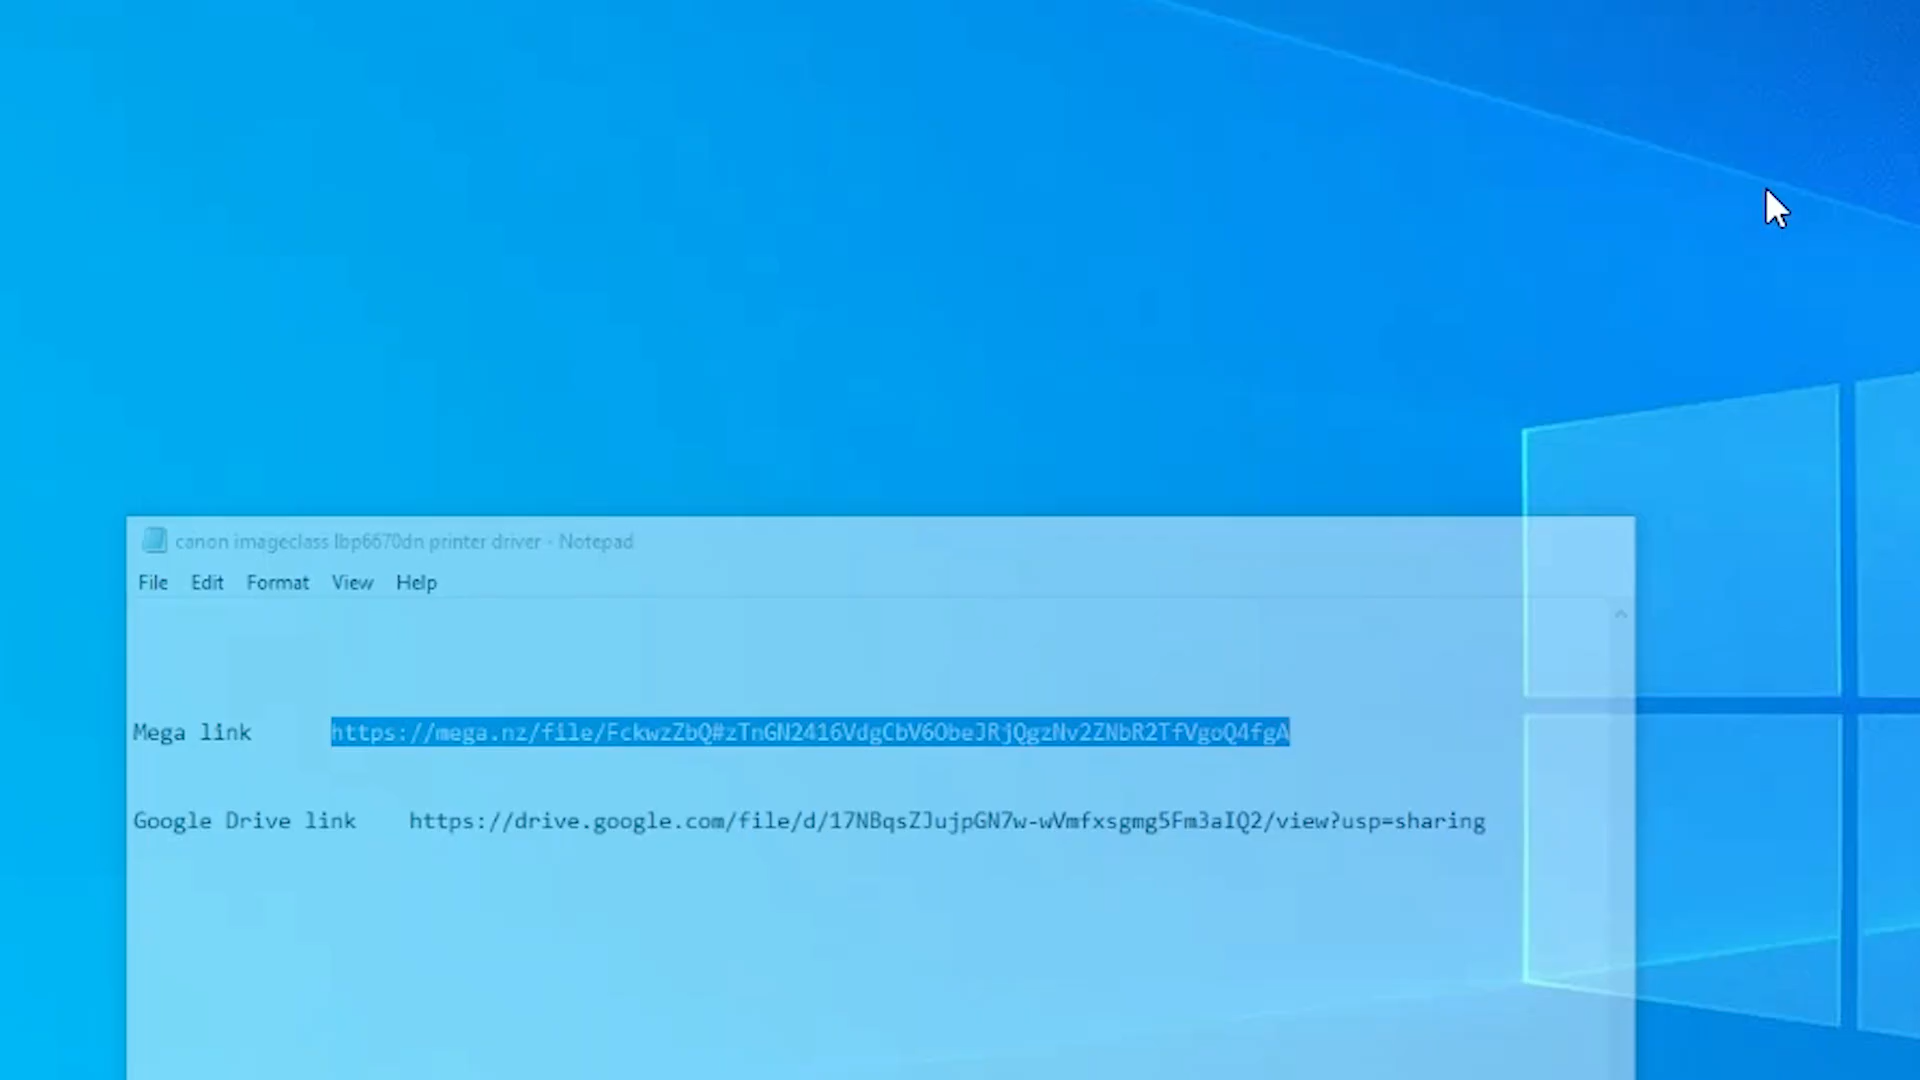 canon imageclass lbp6670dn printer driver - Notepad
File Edit Format View Help
Mega link https://mega.nz/file/FckwzZbQ#zTnGN2416VdgCbV6ObeJRjQgzNv2ZNbR2TfVgoQ4fgA
Google Drive link https://drive.google.com/file/d/17NBqsZJujpGN7w-wVmfxsgmg5Fm3aIQ2/view?usp=sharing